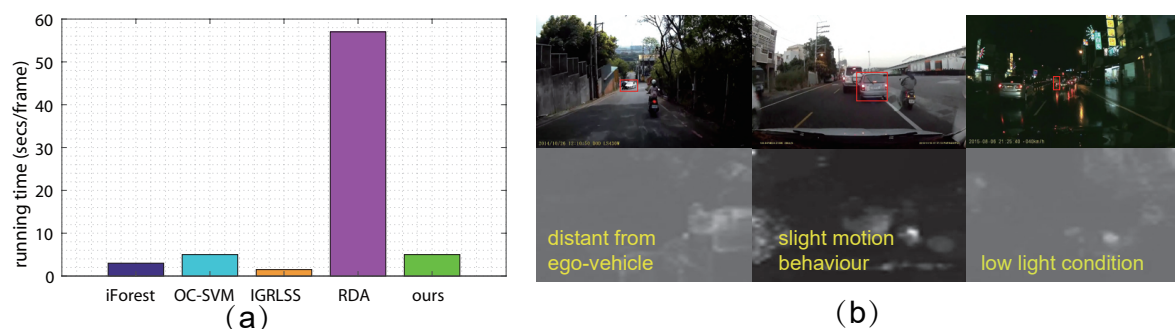 running time (secs/frame)
60
50
40
30
20
10
0
iForest
OC-SVM
IGRLSS
RDA
ours
(a)
distant from
ego-vehicle
slight motion
behaviour
low light condition
(b)